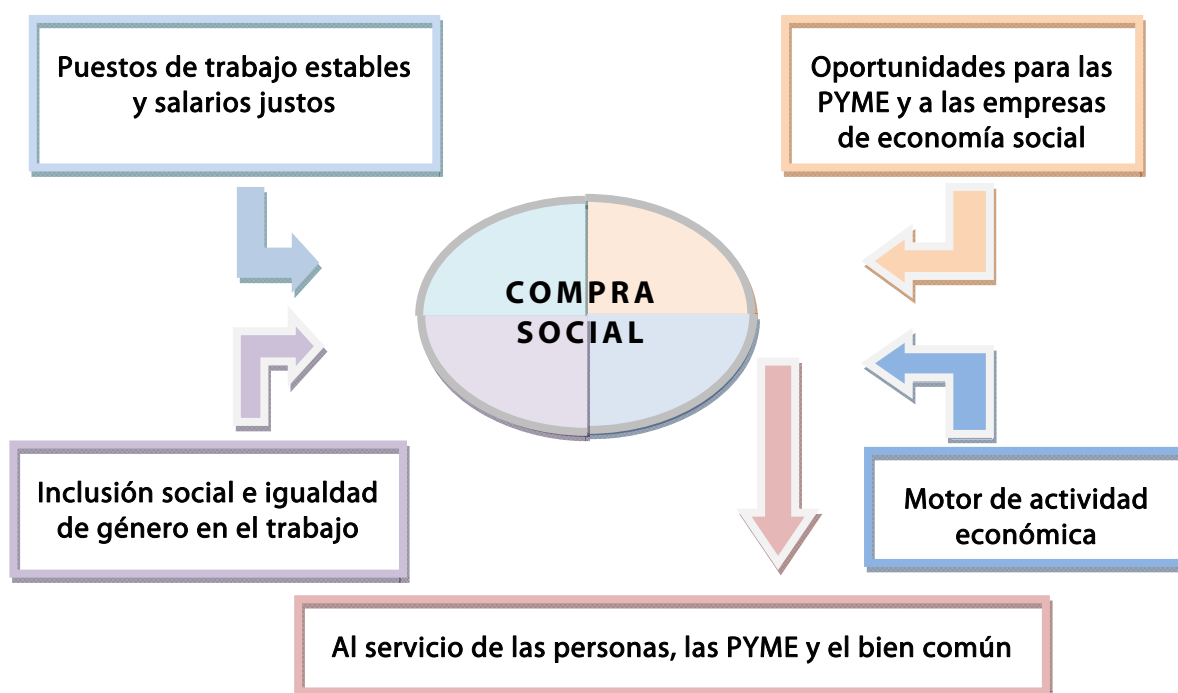 Puestos de trabajo estables
y salarios justos
Oportunidades para las
PYME y a las empresas
de economía social
COMPRA
SOCIAL
Inclusión social e igualdad
de género en el trabajo
Motor de actividad
económica
Al servicio de las personas, las PYME y el bien común